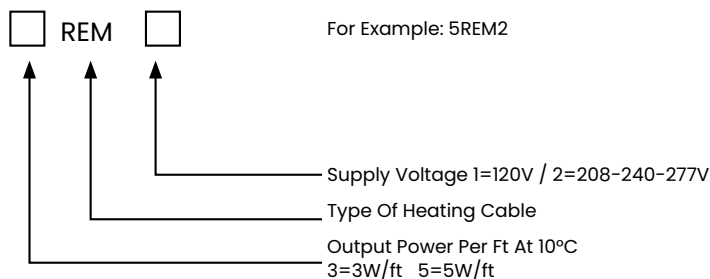 REM
For Example: 5REM2
Supply Voltage 1=120V / 2=208-240-277V
Type Of Heating Cable
Output Power Per Ft At 10°C
3=3W/ft 5=5W/ft